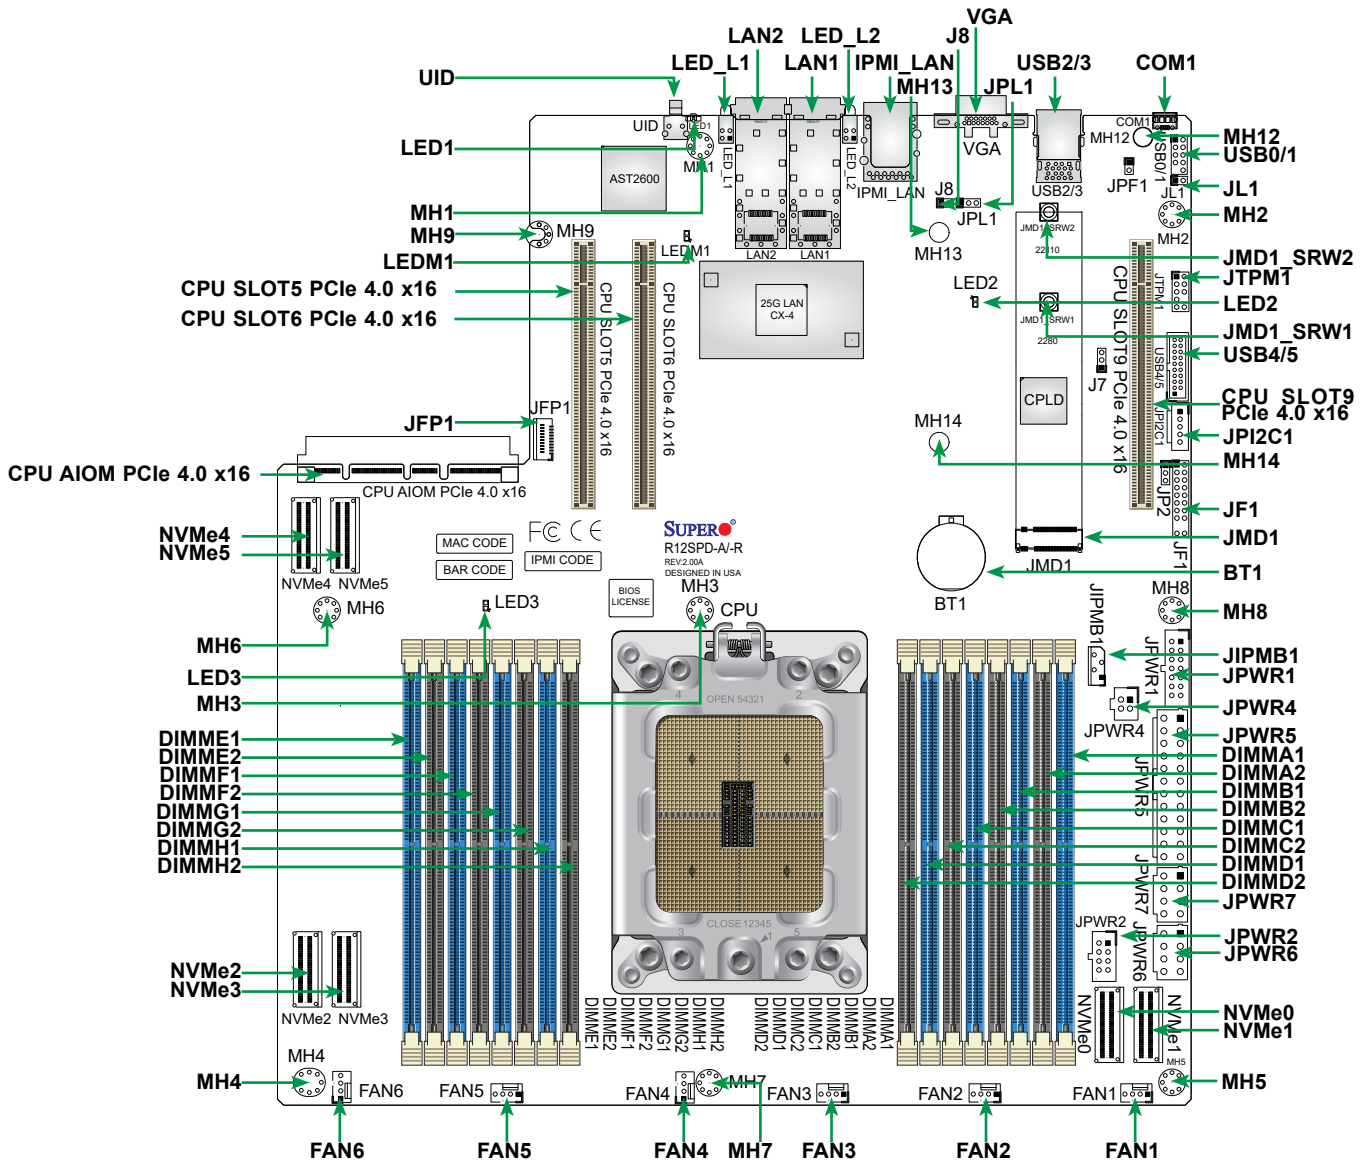 VGA
LAN2
LED_L2
J8
LED_L1
LAN1
IPMI_LAN
USB2/3
COM1
UID
MH13
JPL1
UID
LED1
LED1
MH1
AST2600
LED_L1
LED_L2
IPMI_LAN
VGA
USB2/3
COM1
MH12
USB0/1
MH12
USB0/1
JPF1
JL1
JL1
J8
JPL1
MH1
MH9
MH9
LEDM1
LEDM1
LAN2
LAN1
MH13
MH2
MH2
JMD1_SRW2
22110
JMD1_SRW2
JTPM1
JTPM1
LED2
LED2
CPU SLOT5 PCIe 4.0 x16
CPU SLOT6 PCIe 4.0 x16
CPU SLOT5 PCIe 4.0 x16
CPU SLOT6 PCIe 4.0 x16
25G LAN
CX-4
JMD1_SRW1
2280
JMD1_SRW1
USB4/5
USB4/5
J7
CPU SLOT9 PCIe 4.0 x16
CPLD
CPU SLOT9
PCIe 4.0 x16
JFP1
JFP1
JPI2C1
JPI2C1
MH14
MH14
CPU AIOM PCIe 4.0 x16
CPU AIOM PCIe 4.0 x16
JP2
JF1
JF1
NVMe4
NVMe5
NVMe4
NVMe5
MAC CODE
BAR CODE
FC CE
IPMI CODE
SUPER
R12SPD-A/-R
REV:2.00A
DESIGNED IN USA
BIOS
LICENSE
JMD1
JMD1
BT1
BT1
MH6
MH6
LED3
LED3
MH3
MH3
CPU
MH8
MH8
JIPMB1
JIPMB1
JPWR1
JPWR1
JPWR4
JPWR4
JPWR5
JPWR5
4
OPEN 54321
2
DIMME1
DIMME2
DIMMF1
DIMMF2
DIMMG1
DIMMG2
DIMMH1
DIMMH2
DIMMA1
DIMMA2
DIMMB1
DIMMB2
DIMMC1
DIMMC2
DIMMD1
DIMMD2
JPWR7
JPWR7
3
CLOSE 12345
1
5
JPWR2
JPWR2
JPWR6
JPWR6
NVMe2
NVMe3
NVMe2
NVMe3
DIMME1
DIMME2
DIMMF1
DIMMF2
DIMMG1
DIMMG2
DIMMH1
DIMMH2
DIMMD2
DIMMD1
DIMMC2
DIMMC1
DIMMB2
DIMMB1
DIMMA2
DIMMA1
NVMe0
NVMe1
NVMe0
NVMe1
MH4
MH4
MH5
MH5
FAN6
FAN5
FAN4
MH7
FAN3
FAN2
FAN1
FAN6
FAN5
FAN4
MH7
FAN3
FAN2
FAN1